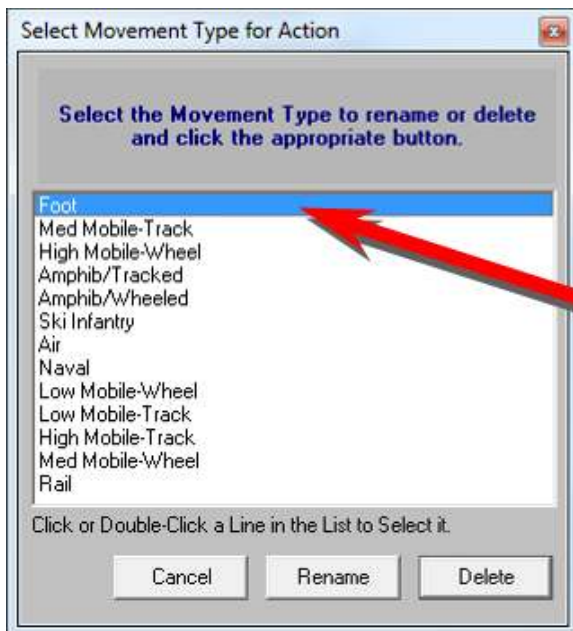 Select Movement Type for Action
Select the Movement Type to rename or delete
and click the appropriate button.
Foot
Med Mobile-Track
High Mobile-Wheel
Amphib/Tracked
Amphib/Wheeled
Ski Infantry
Air
Naval
Low Mobile-Wheel
Low Mobile-Track
High Mobile-Track
Med Mobile-Wheel
Rail
Click or Double-Click a Line in the List to Select it.
Cancel Rename Delete